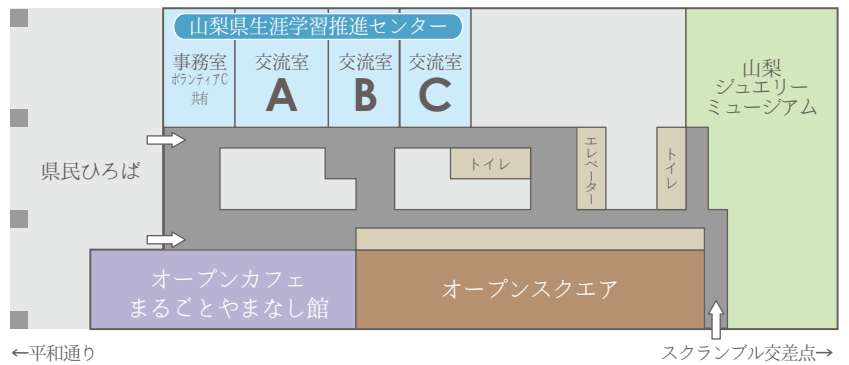 山梨県生涯学習推進センター
事務室
ボランティアC
共有
交流室
A
交流室
B
交流室
C
山梨
ジュエリー
ミュージアム
県民ひろば
トイレ
エレベーター
トイレ
オープンカフェ
まるごとやまなし館
オープンスクエア
←平和通り
スクランブル交差点→